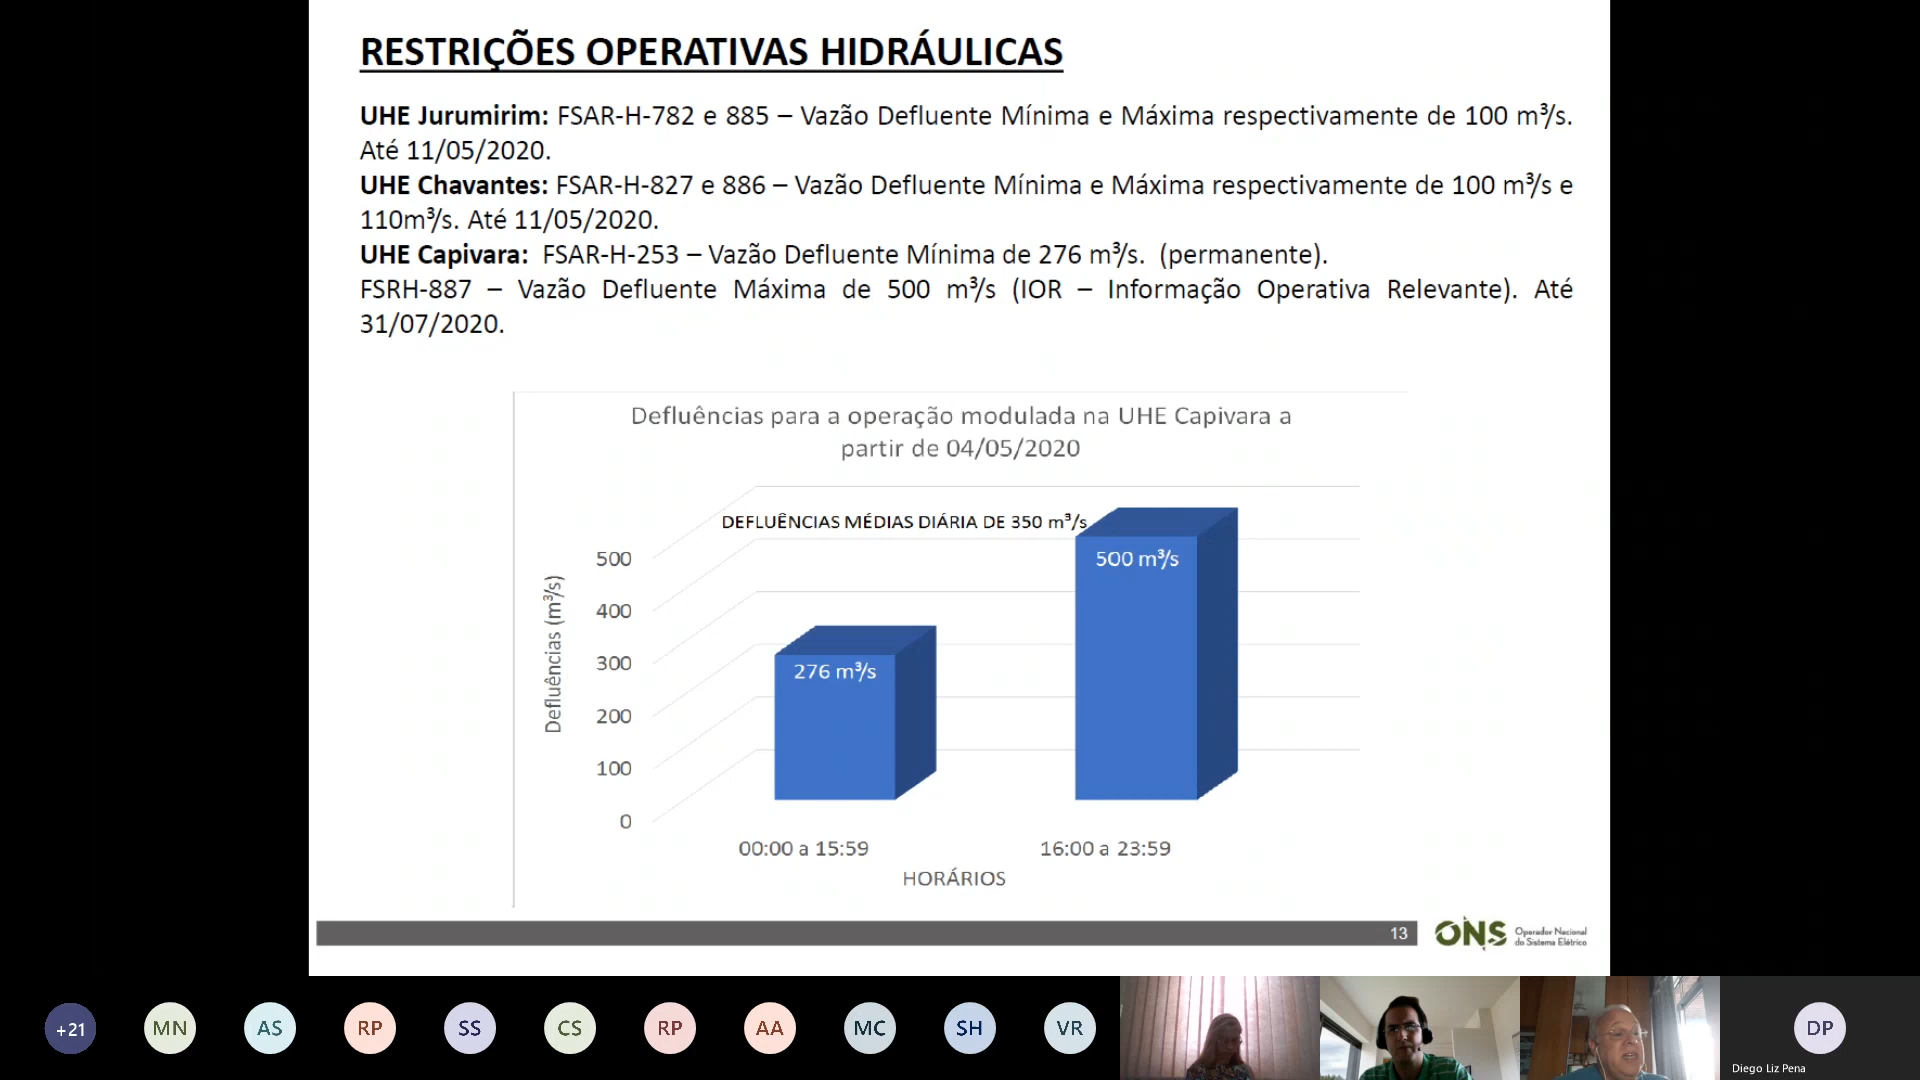 RESTRIÇÕES OPERATIVAS HIDRÁULICAS
UHE Jurumirim: FSAR-H-782 e 885 – Vazão Defluente Mínima e Máxima respectivamente de 100 m³/s.
Até 11/05/2020.
UHE Chavantes: FSAR-H-827 e 886 – Vazão Defluente Mínima e Máxima respectivamente de 100 m³/s e
110m³/s. Até 11/05/2020.
UHE Capivara: FSAR-H-253 – Vazão Defluente Mínima de 276 m³/s. (permanente).
FSRH-887 – Vazão Defluente Máxima de 500 m³/s (IOR – Informação Operativa Relevante). Até
31/07/2020.
Defluências para a operação modulada na UHE Capivara a
partir de 04/05/2020
DEFLUÊNCIAS MÉDIAS DIÁRIA DE 350 m³/s
Defluências (m³/s)
500
400
300
200
100
0
276 m³/s
500 m³/s
00:00 a 15:59
16:00 a 23:59
HORÁRIOS
13
ONS
Operador Nacional
do Sistema Elétrico
+21
MN
AS
RP
SS
CS
RP
AA
MC
SH
VR
DP
Diego Liz Pena